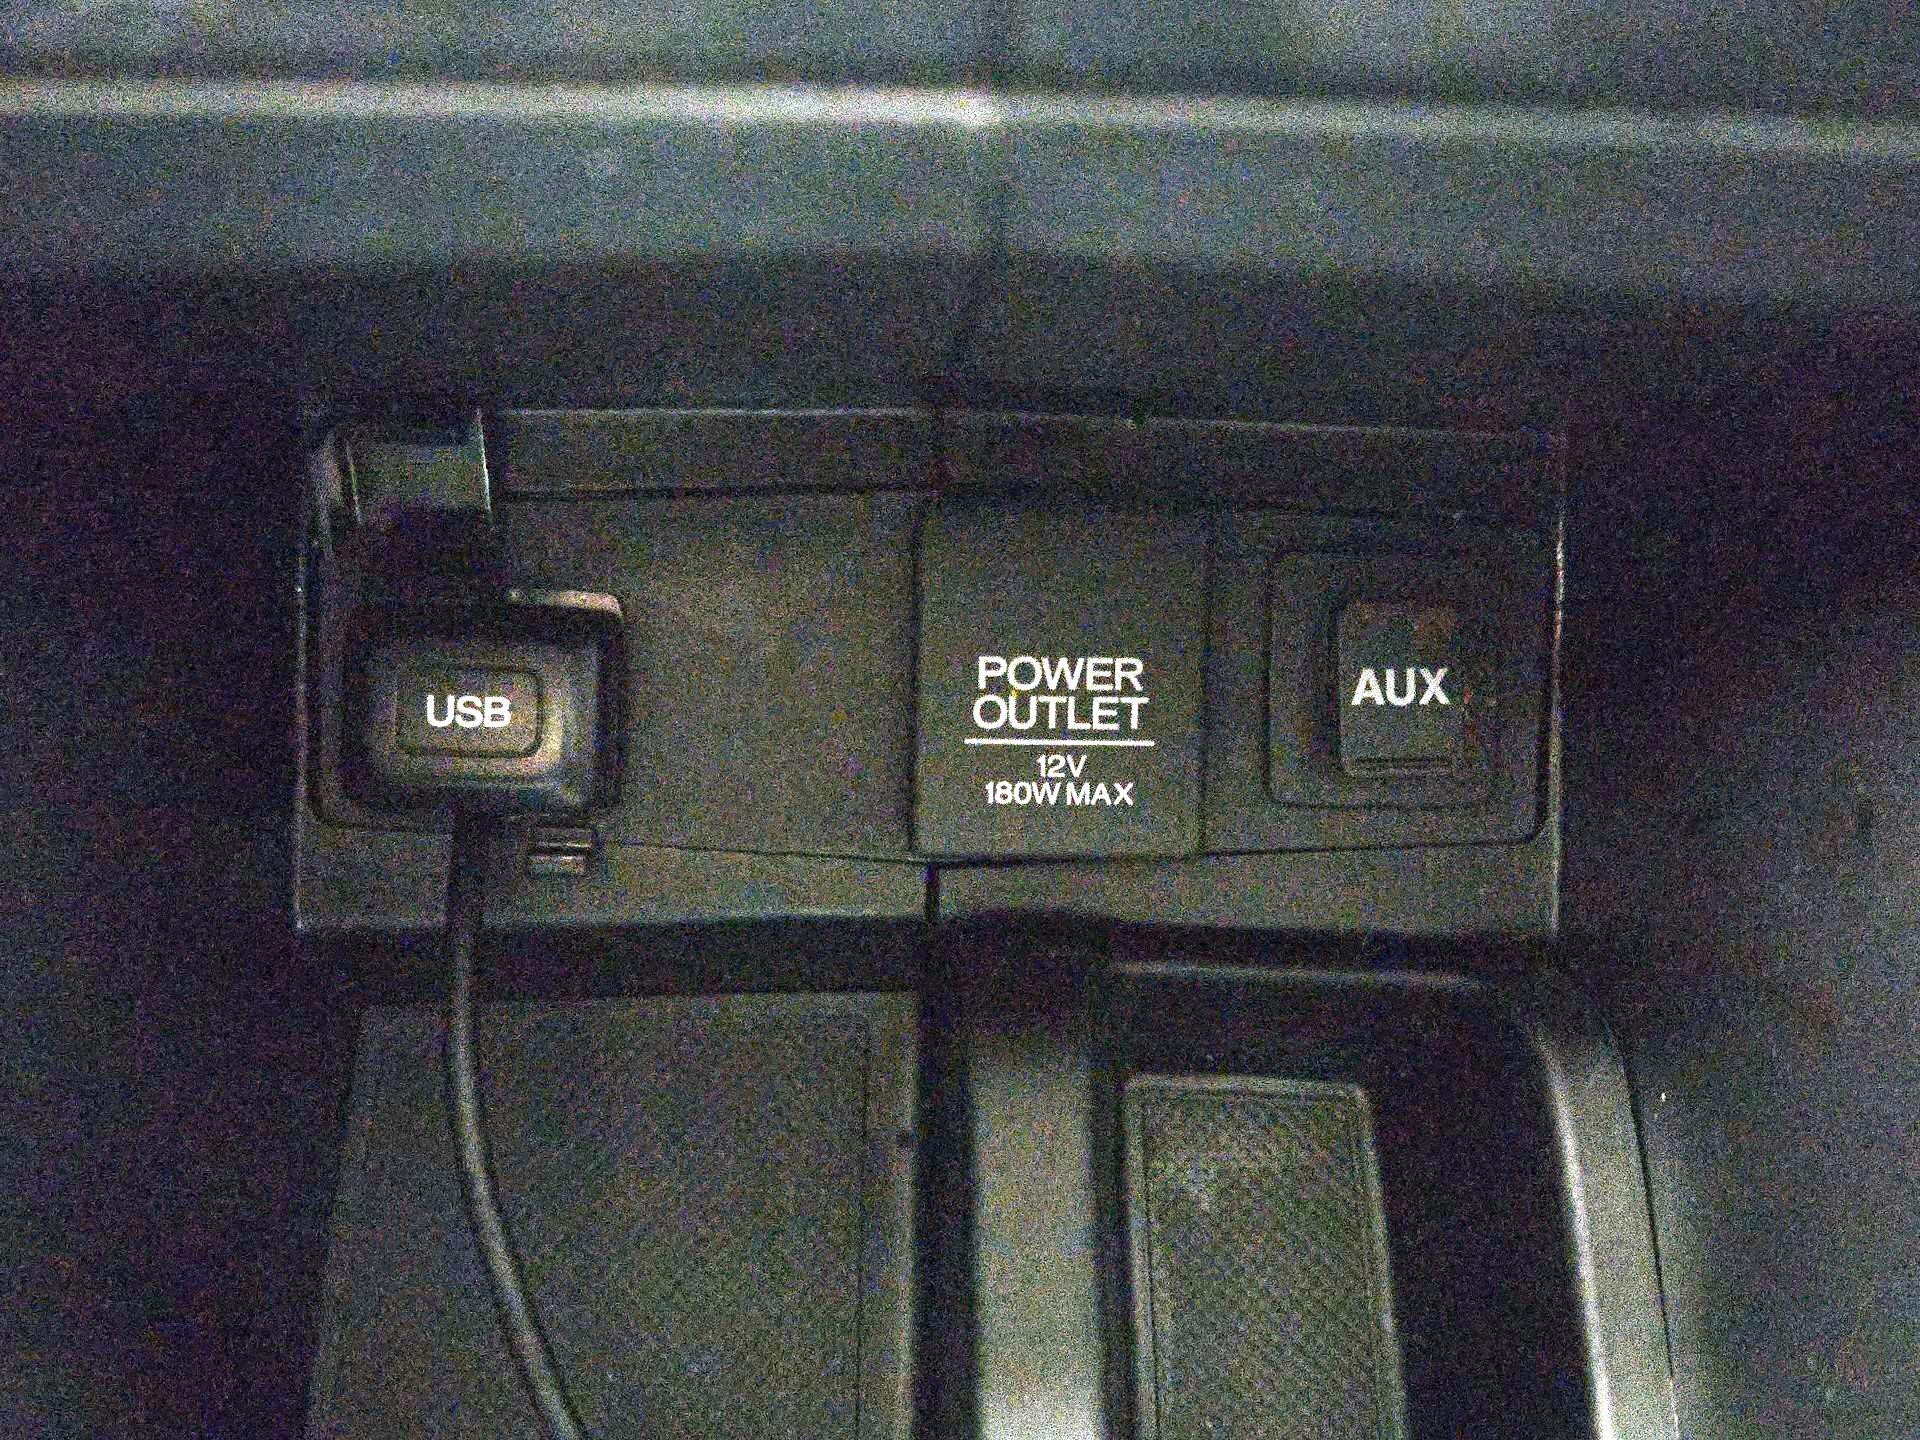 USB
POWER
OUTLET
12V
180W MAX
AUX